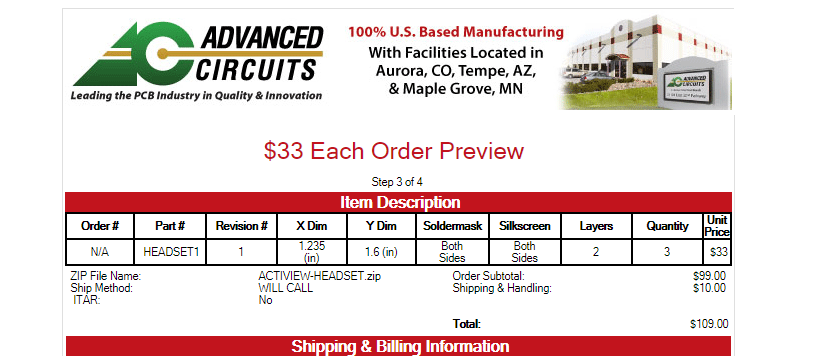 ADVANCED
CIRCUITS
Leading the PCB Industry in Quality & Innovation
100% U.S. Based Manufacturing
With Facilities Located in
Aurora, CO, Tempe, AZ,
& Maple Grove, MN
ADVANCED
CIRCUITS
$33 Each Order Preview
Step 3 of 4
Item Description
Order # Part # Revision # X Dim Y Dim Soldermask Silkscreen Layers Quantity Unit Price
N/A HEADSET1 1 1.235 (in) 1.6 (in) Both Sides Both Sides 2 3 $33
ZIP File Name: ACTIVIEW-HEADSET.zip Order Subtotal: $99.00
Ship Method: WILL CALL Shipping & Handling: $10.00
ITAR: No
Total: $109.00
Shipping & Billing Information